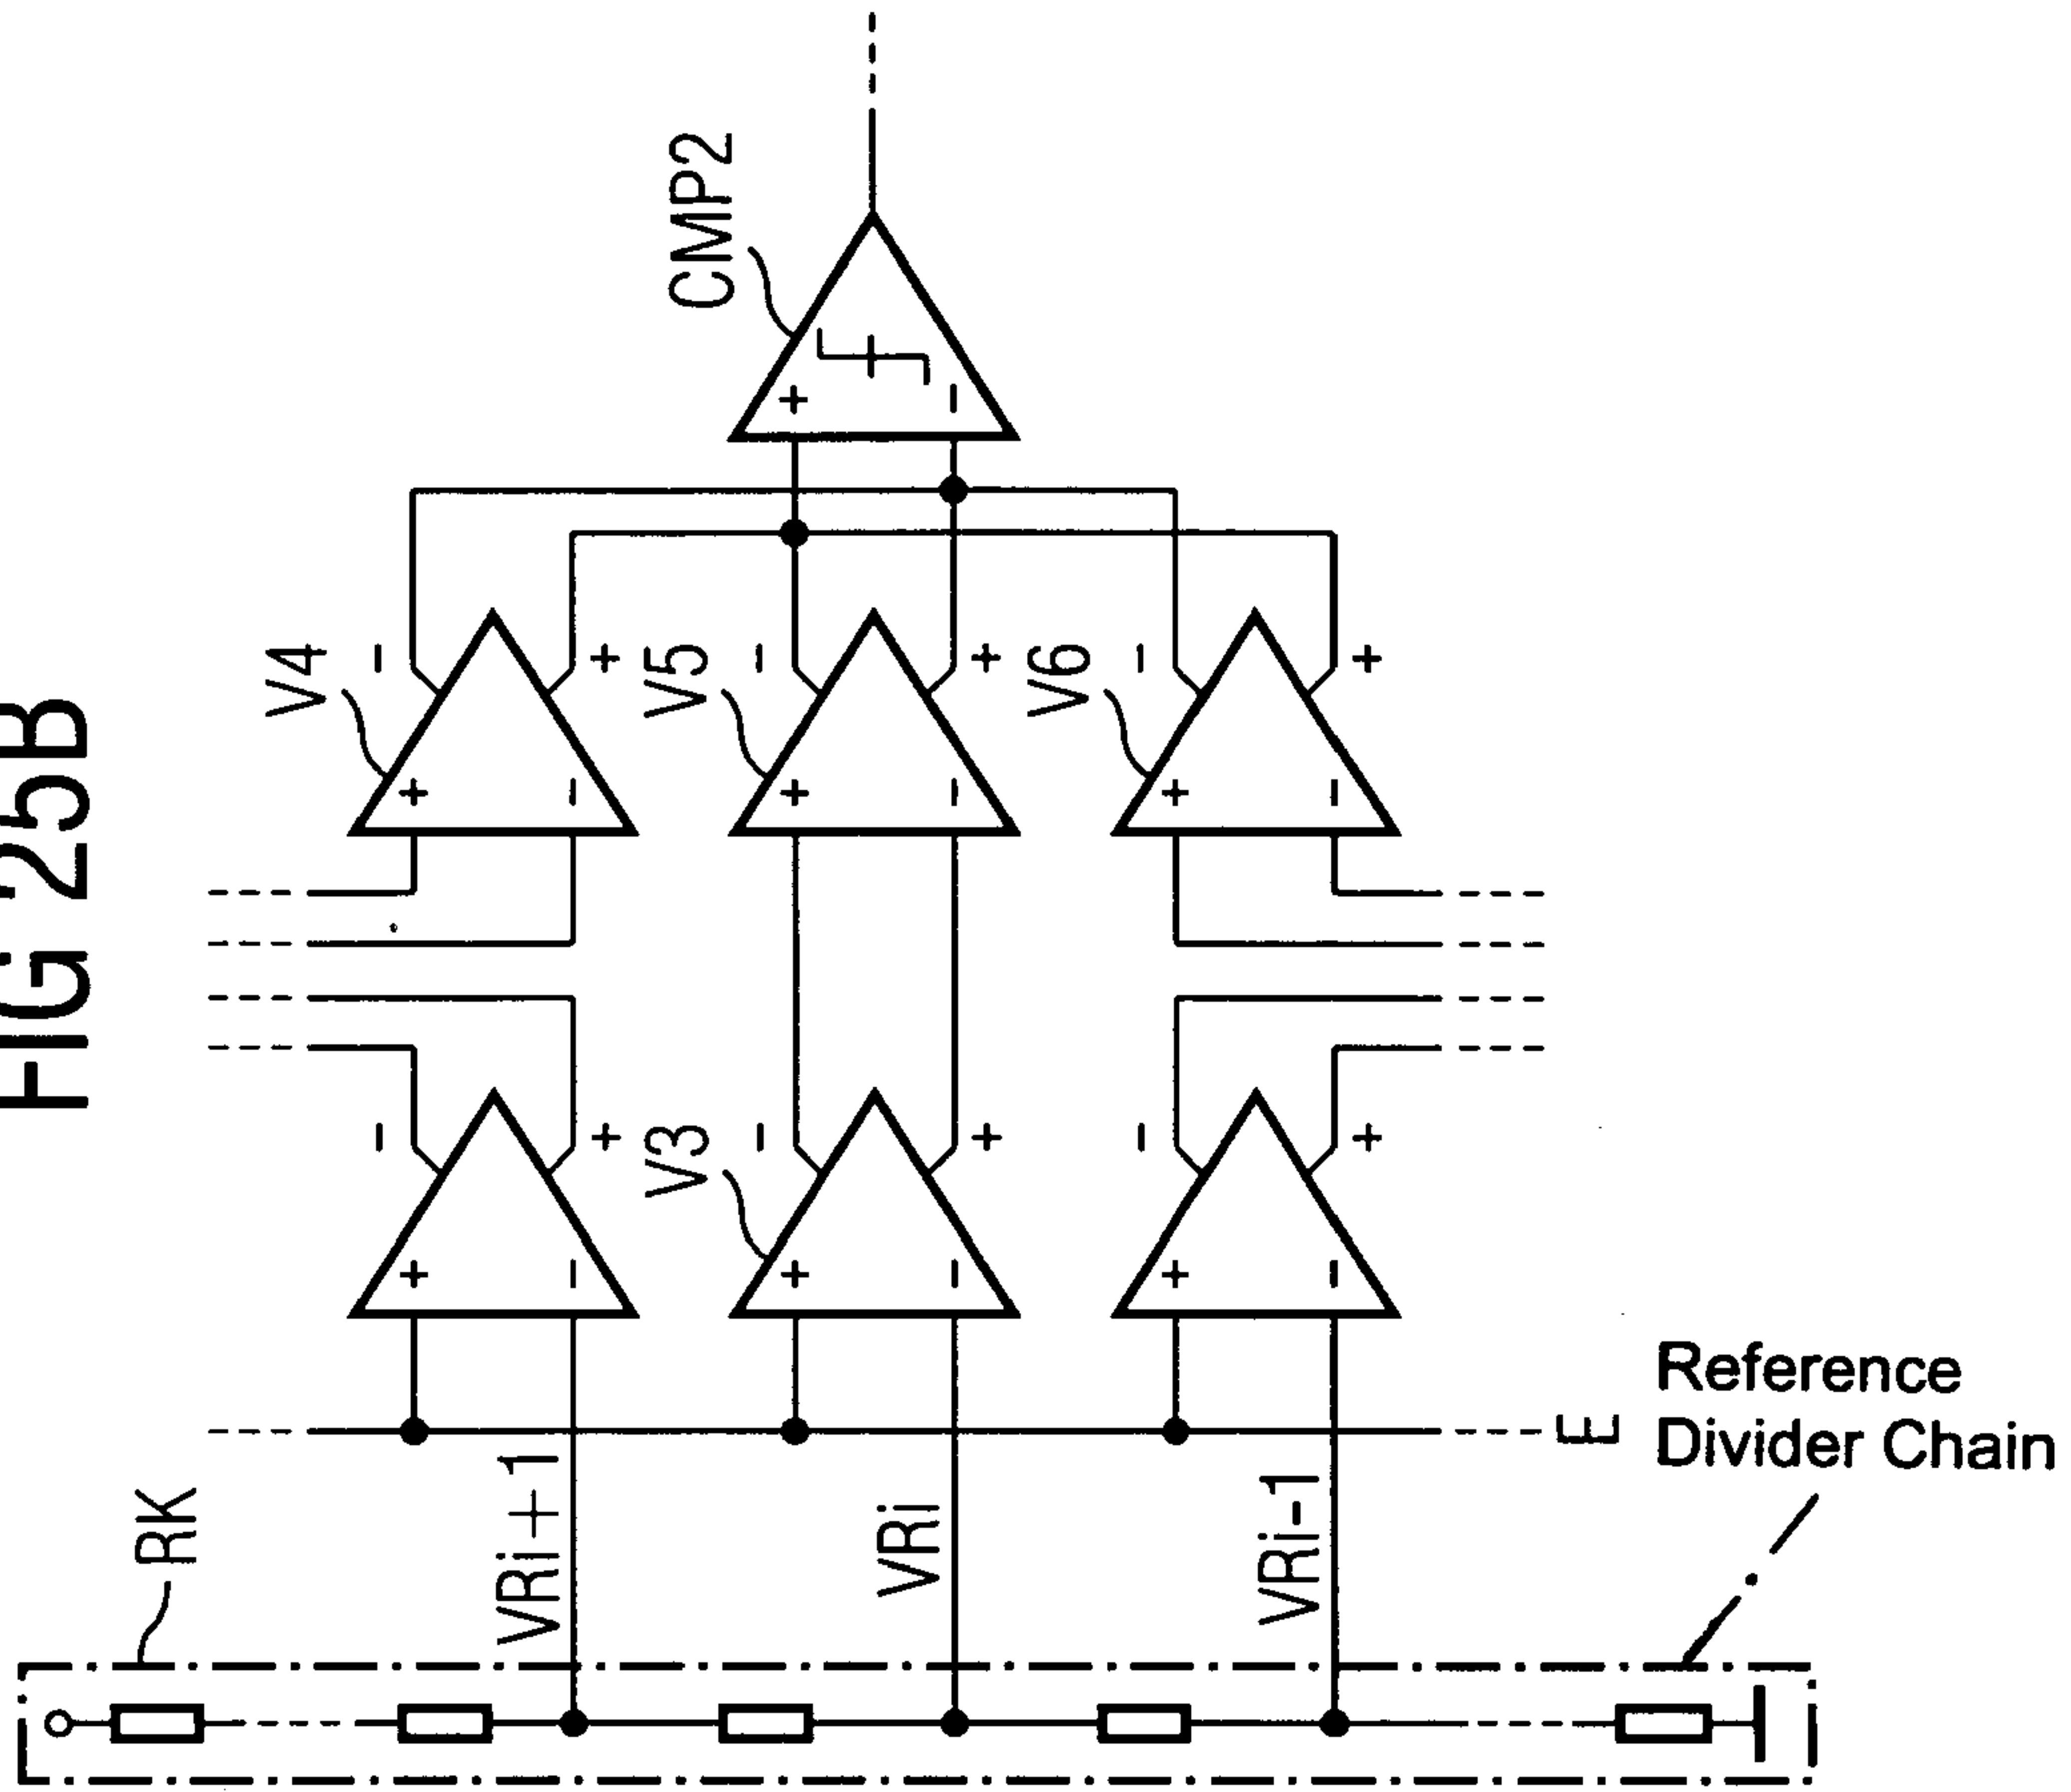 FIG 25B
RK
VRi+1
VRi
VRi-1
E
Reference
Divider Chain
+
-
-
+
V3
+
-
-
+
+
-
-
+
V4
+
-
-
+
V5
+
-
-
+
V6
+
-
-
+
CMP2
+
-